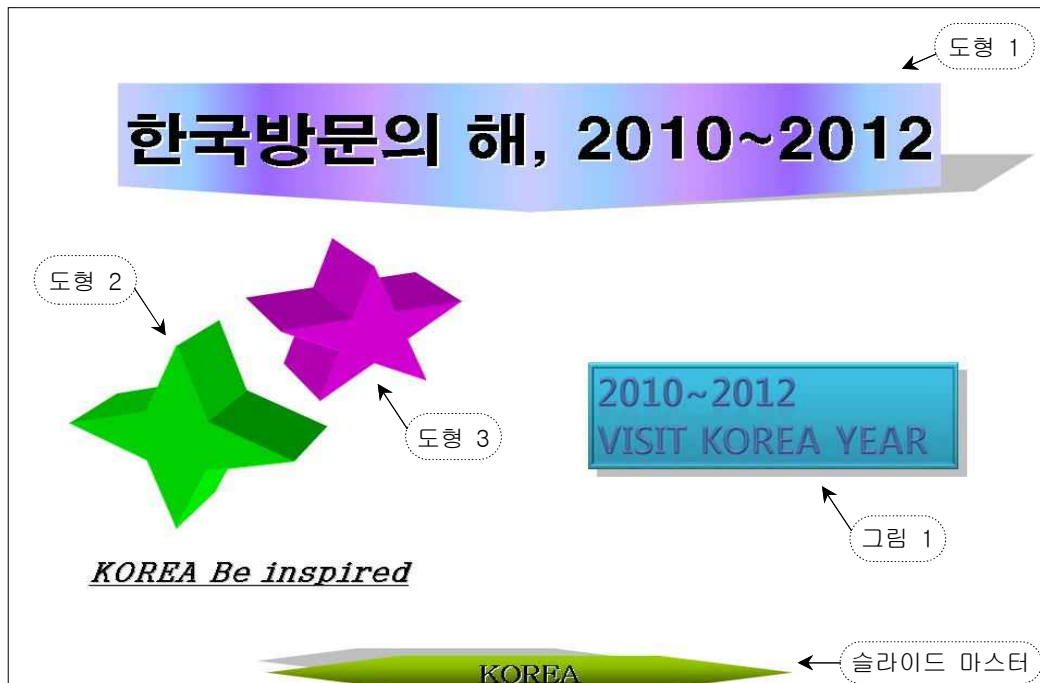 도형 1
한국방문의 해, 2010~2012
도형 2
도형 3
2010~2012
VISIT KOREA YEAR
그림 1
KOREA Be inspired
슬라이드 마스터
KOREA